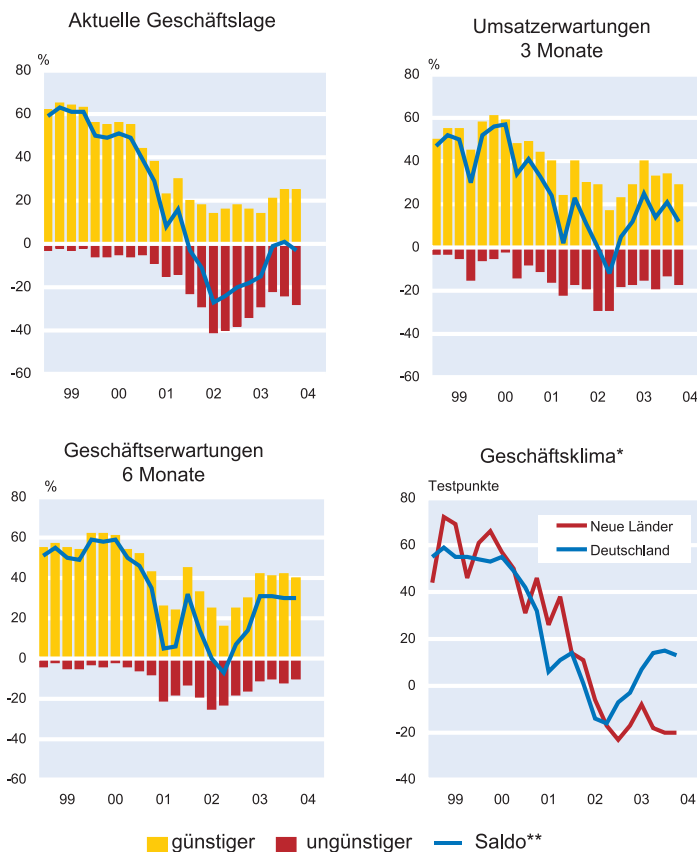 Aktuelle Geschäftslage
%
80
60
40
20
0
-20
-40
-60
99 00 01 02 03 04
Umsatzerwartungen
3 Monate
%
80
60
40
20
0
-20
-40
-60
99 00 01 02 03 04
Geschäftserwartungen
6 Monate
%
80
60
40
20
0
-20
-40
-60
99 00 01 02 03 04
Geschäftsklima*
Testpunkte
80
60
40
20
0
-20
-40
Neue Länder
Deutschland
99 00 01 02 03 04
günstiger ungünstiger Saldo**